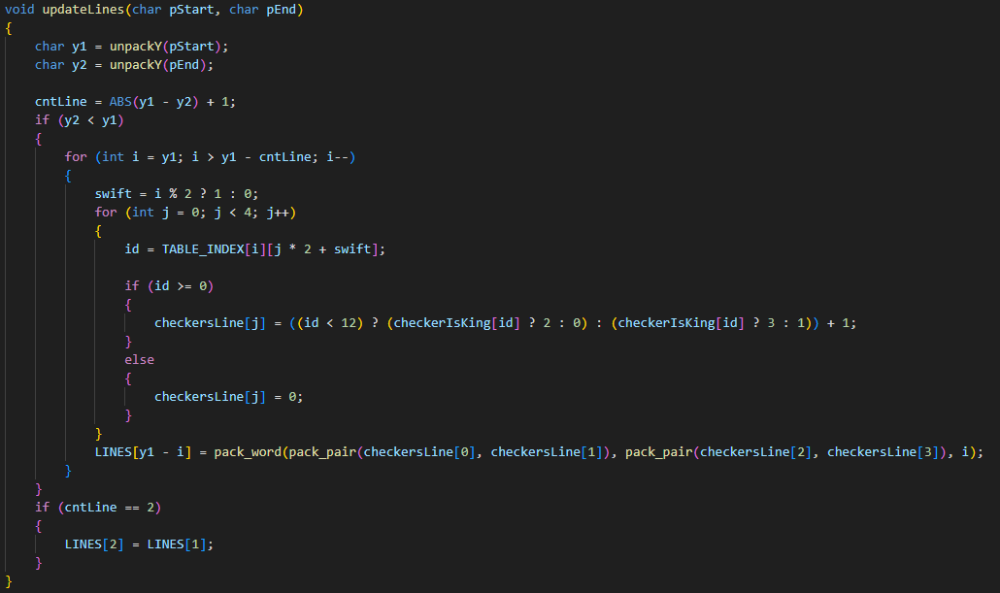 void updateLines(char pStart, char pEnd)
{
    char y1 = unpackY(pStart);
    char y2 = unpackY(pEnd);

    cntLine = ABS(y1 - y2) + 1;
    if (y2 < y1)
    {
        for (int i = y1; i > y1 - cntLine; i--)
        {
            swift = i % 2 ? 1 : 0;
            for (int j = 0; j < 4; j++)
            {
                id = TABLE_INDEX[i][j * 2 + swift];

                if (id >= 0)
                {
                    checkersLine[j] = ((id < 12) ? (checkerIsKing[id] ? 2 : 0) : (checkerIsKing[id] ? 3 : 1)) + 1;
                }
                else
                {
                    checkersLine[j] = 0;
                }
            }
            LINES[y1 - i] = pack_word(pack_pair(checkersLine[0], checkersLine[1]), pack_pair(checkersLine[2], checkersLine[3]), i);
        }
    }
    if (cntLine == 2)
    {
        LINES[2] = LINES[1];
    }
}